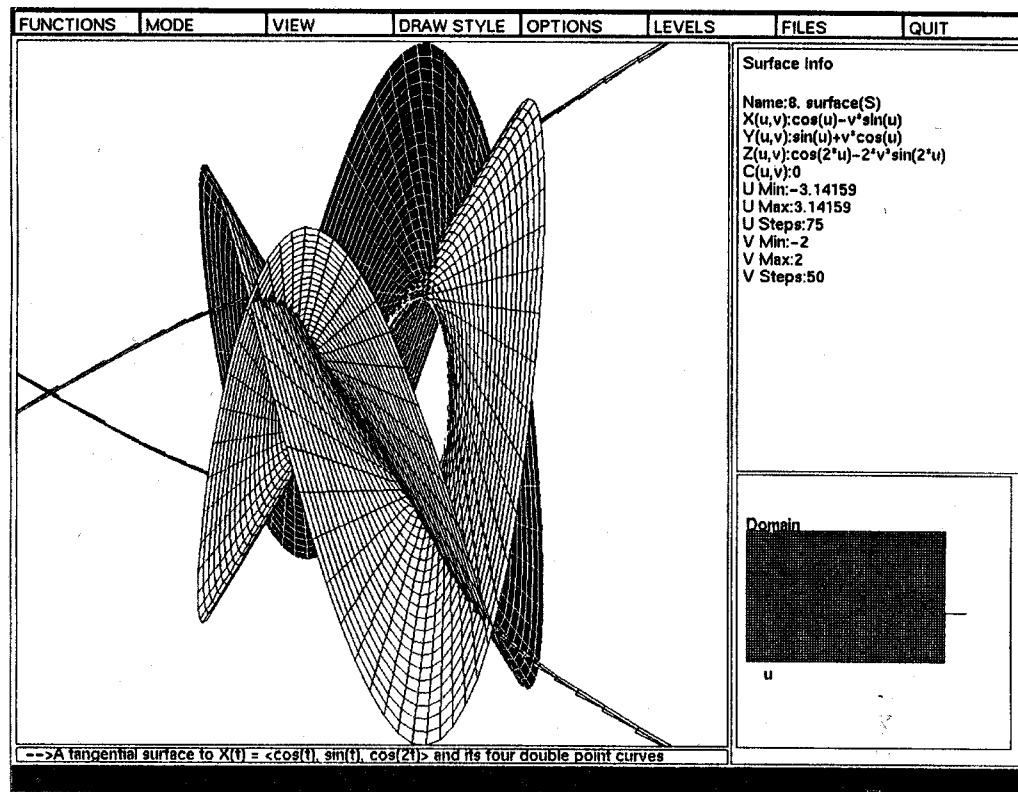 FUNCTIONS MODE VIEW DRAW STYLE OPTIONS LEVELS FILES QUIT
Surface Info
Name:8. surface(S)
X(u,v):cos(u)-v*sin(u)
Y(u,v):sin(u)+v*cos(u)
Z(u,v):cos(2*u)-2*v*sin(2*u)
C(u,v):0
U Min:-3.14159
U Max:3.14159
U Steps:75
V Min:-2
V Max:2
V Steps:50
Domain
u
-->A tangential surface to X(t) = <cos(t), sin(t), cos(2t)> and its four double point curves